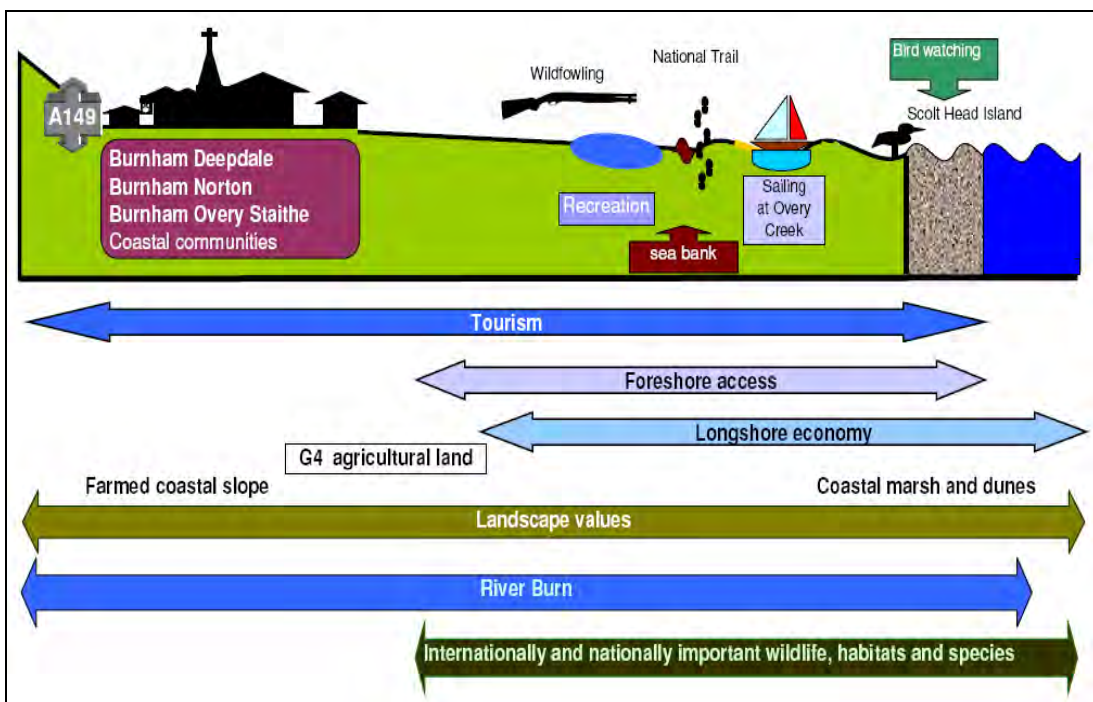 Bird watching
National Trail
Wildfowling
Scolt Head Island
A149
Burnham Deepdale
Burnham Norton
Burnham Overy Staithe
Coastal communities
Recreation
Sailing
at Overy
Creek
sea bank
Tourism
Foreshore access
Longshore economy
G4 agricultural land
Farmed coastal slope
Coastal marsh and dunes
Landscape values
River Burn
Internationally and nationally important wildlife, habitats and species